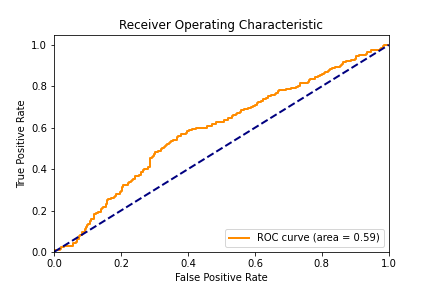 Receiver Operating Characteristic
1.0
0.8
0.6
0.4
0.2
0.0
True Positive Rate
ROC curve (area = 0.59)
0.0 0.2 0.4 0.6 0.8 1.0
False Positive Rate